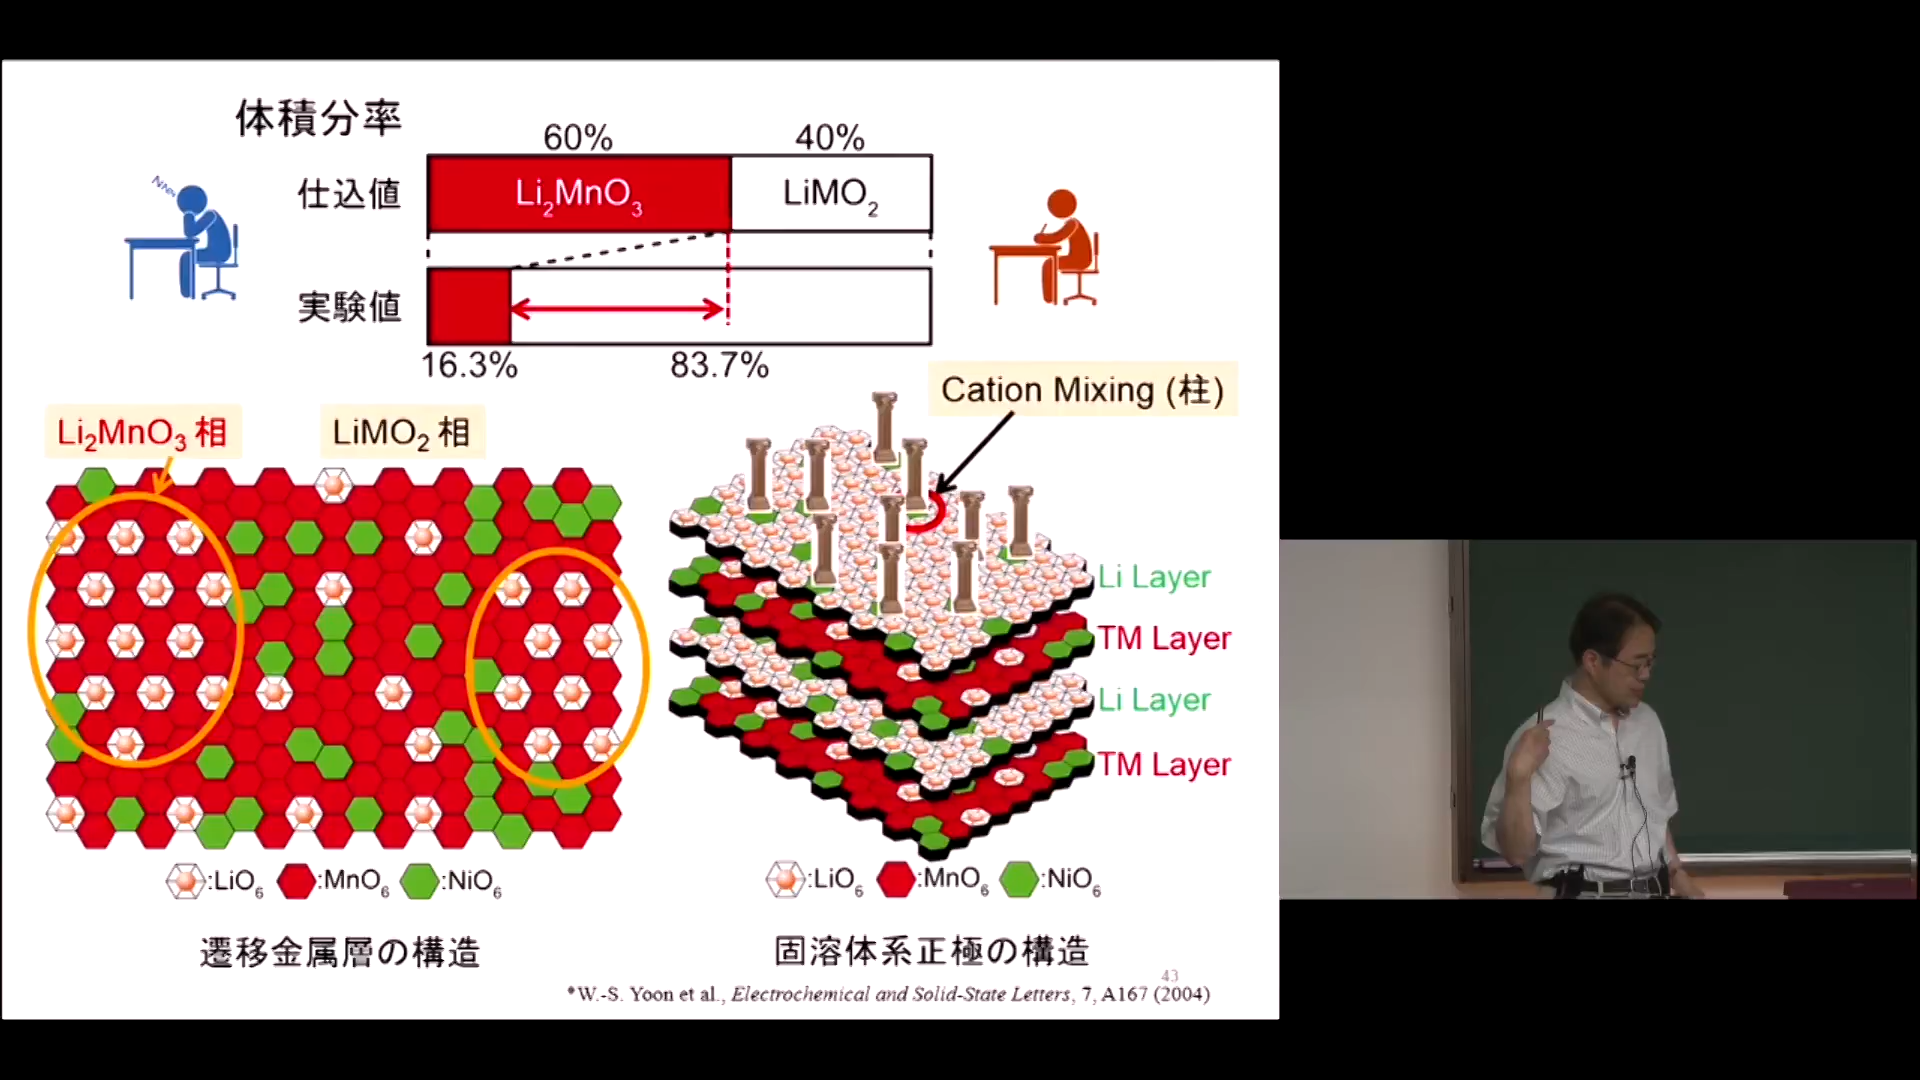 体積分率
60%
40%
仕込値
Li2MnO3
LiMO2
実験値
16.3%
83.7%
Cation Mixing (柱)
Li2MnO3 相
LiMO2 相
Li Layer
TM Layer
Li Layer
TM Layer
:LiO6 :MnO6 :NiO6
:LiO6 :MnO6 :NiO6
遷移金属層の構造
固溶体系正極の構造
43
*W.-S. Yoon et al., Electrochemical and Solid-State Letters, 7, A167 (2004)